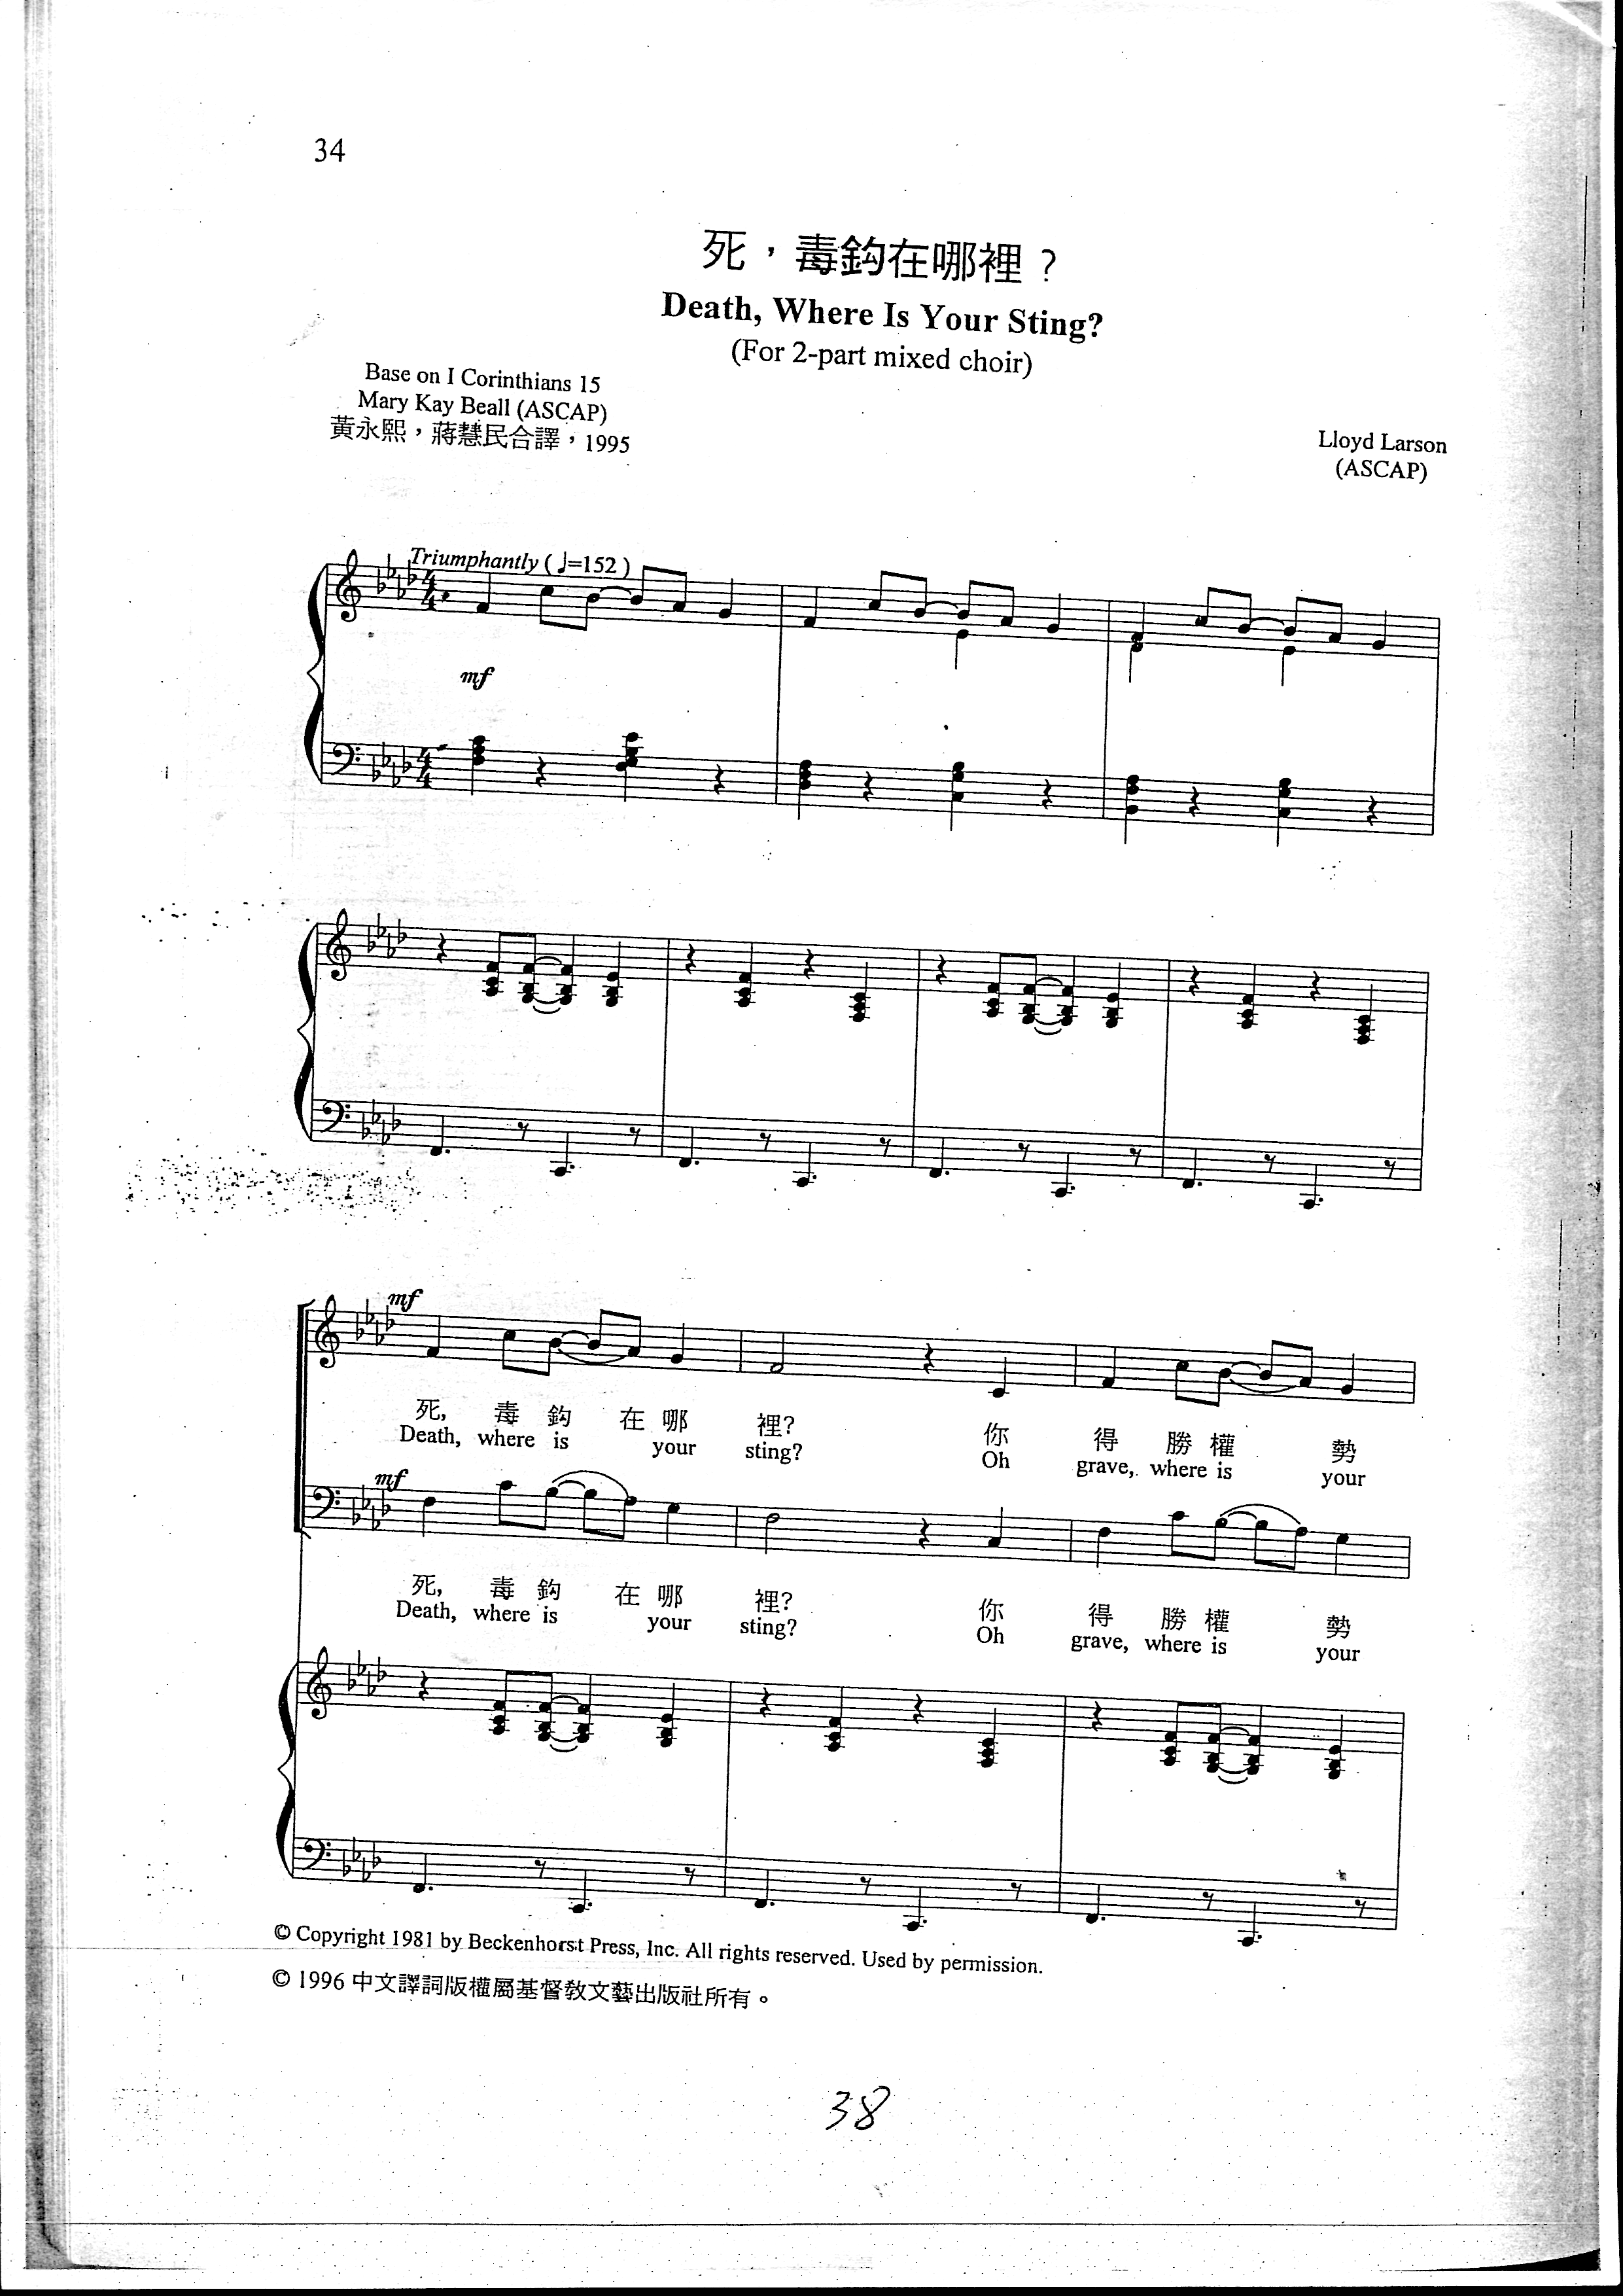 34
死，毒鈎在哪裡？
Death, Where Is Your Sting?
(For 2-part mixed choir)
Base on I Corinthians 15
Mary Kay Beall (ASCAP)
黃永熙，蔣慧民合譯，1995
Lloyd Larson
(ASCAP)
Triumphantly ( ♩=152 )
mf
mf
死, 毒 鈎 在 哪 裡? 你 得 勝 權 勢
Death, where is your sting? Oh grave, where is your
mf
死, 毒 鈎 在 哪 裡? 你 得 勝 權 勢
Death, where is your sting? Oh grave, where is your
© Copyright 1981 by Beckenhorst Press, Inc. All rights reserved. Used by permission.
© 1996 中文譯詞版權屬基督教文藝出版社所有。
38